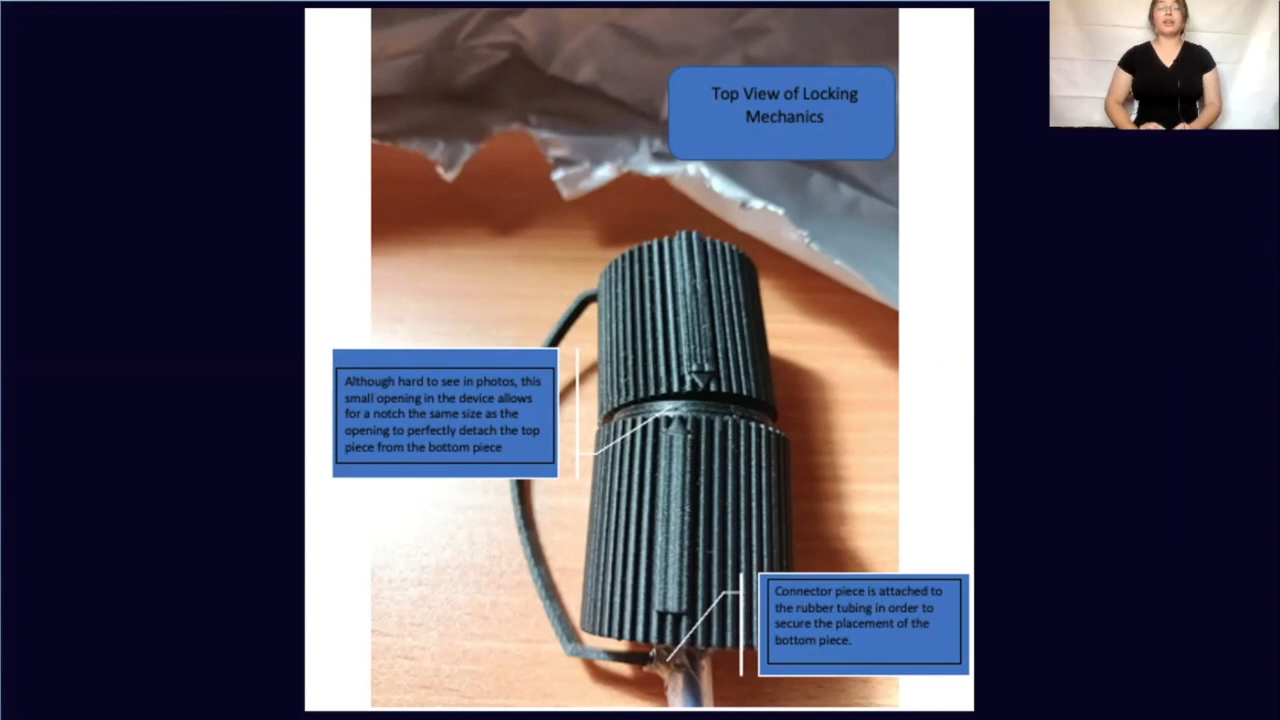 Top View of Locking
Mechanics
Although hard to see in photos, this
small opening in the device allows
for a notch the same size as the
opening to perfectly detach the top
piece from the bottom piece
Connector piece is attached to
the rubber tubing in order to
secure the placement of the
bottom piece.